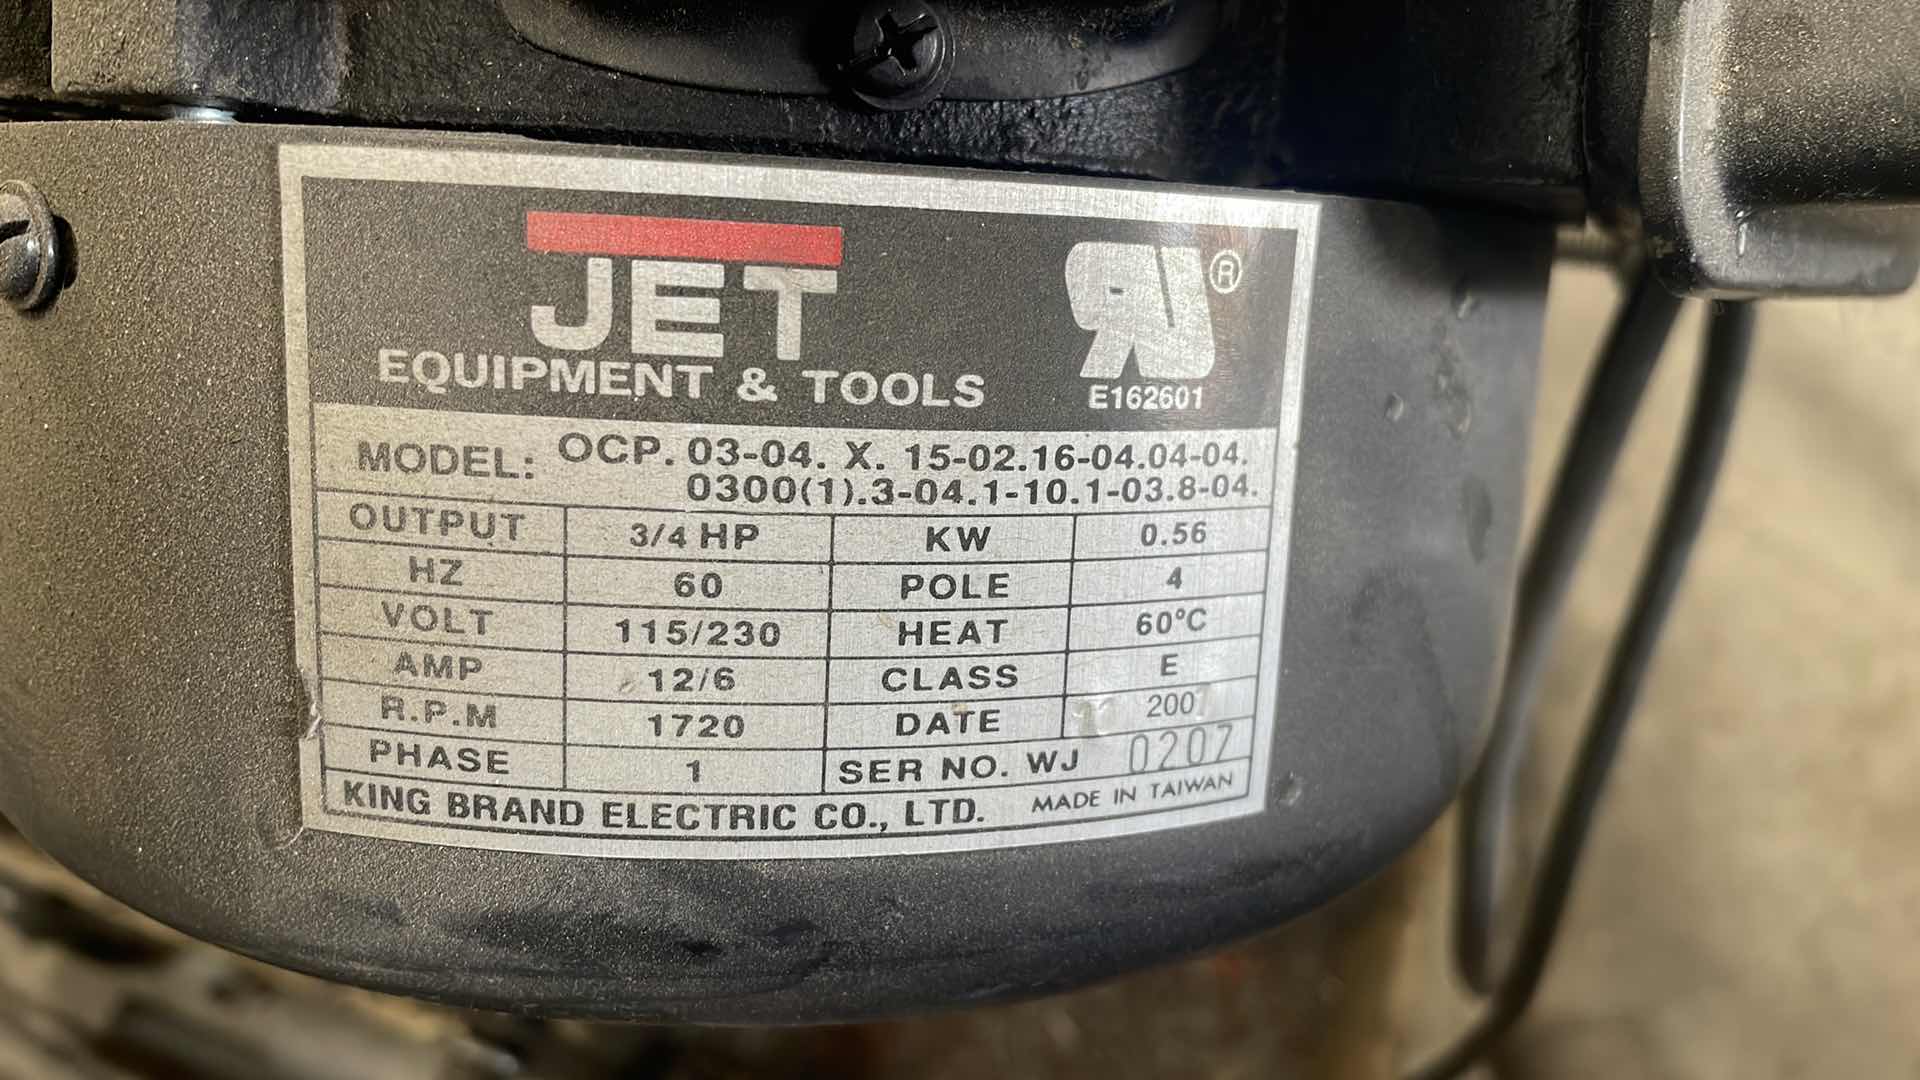 JET
®
EQUIPMENT & TOOLS
E162601
MODEL: OCP. 03-04. X. 15-02.16-04.04-04.
0300(1).3-04.1-10.1-03.8-04.
OUTPUT 3/4 HP KW 0.56
HZ 60 POLE 4
VOLT 115/230 HEAT 60°C
AMP 12/6 CLASS E
R.P.M 1720 DATE 200
PHASE 1 SER NO. WJ 0207
KING BRAND ELECTRIC CO., LTD. MADE IN TAIWAN